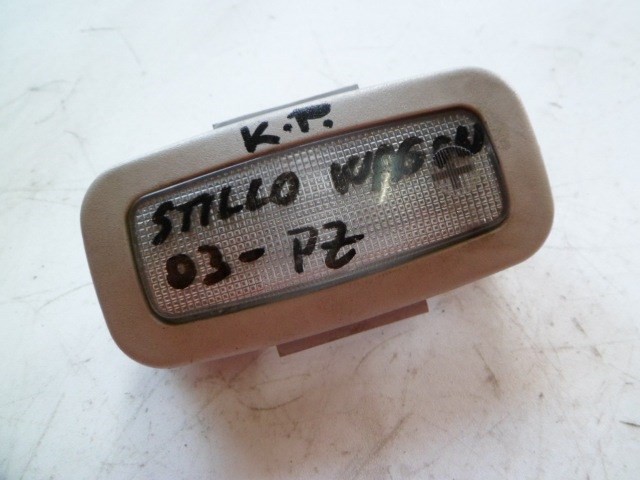 K.P.
STILLO WAGON
03- PZ